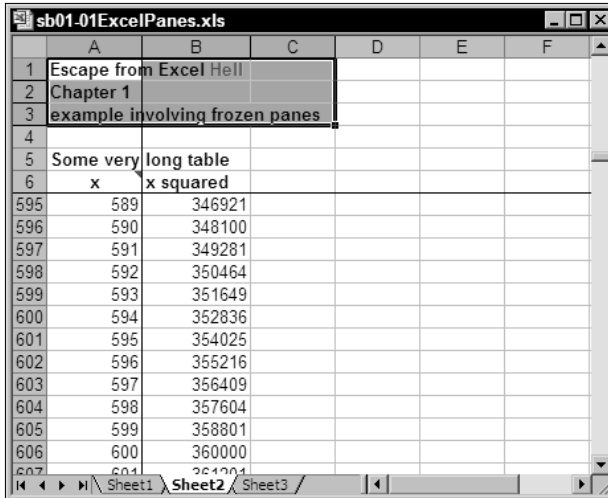 sb01-01ExcelPanes.xls
A B C D E F
1 Escape from Excel Hell
2 Chapter 1
3 example involving frozen panes
4
5 Some very long table
6 x x squared
595 589 346921
596 590 348100
597 591 349281
598 592 350464
599 593 351649
600 594 352836
601 595 354025
602 596 355216
603 597 356409
604 598 357604
605 599 358801
606 600 360000
607 601 361201
Sheet1 Sheet2 Sheet3